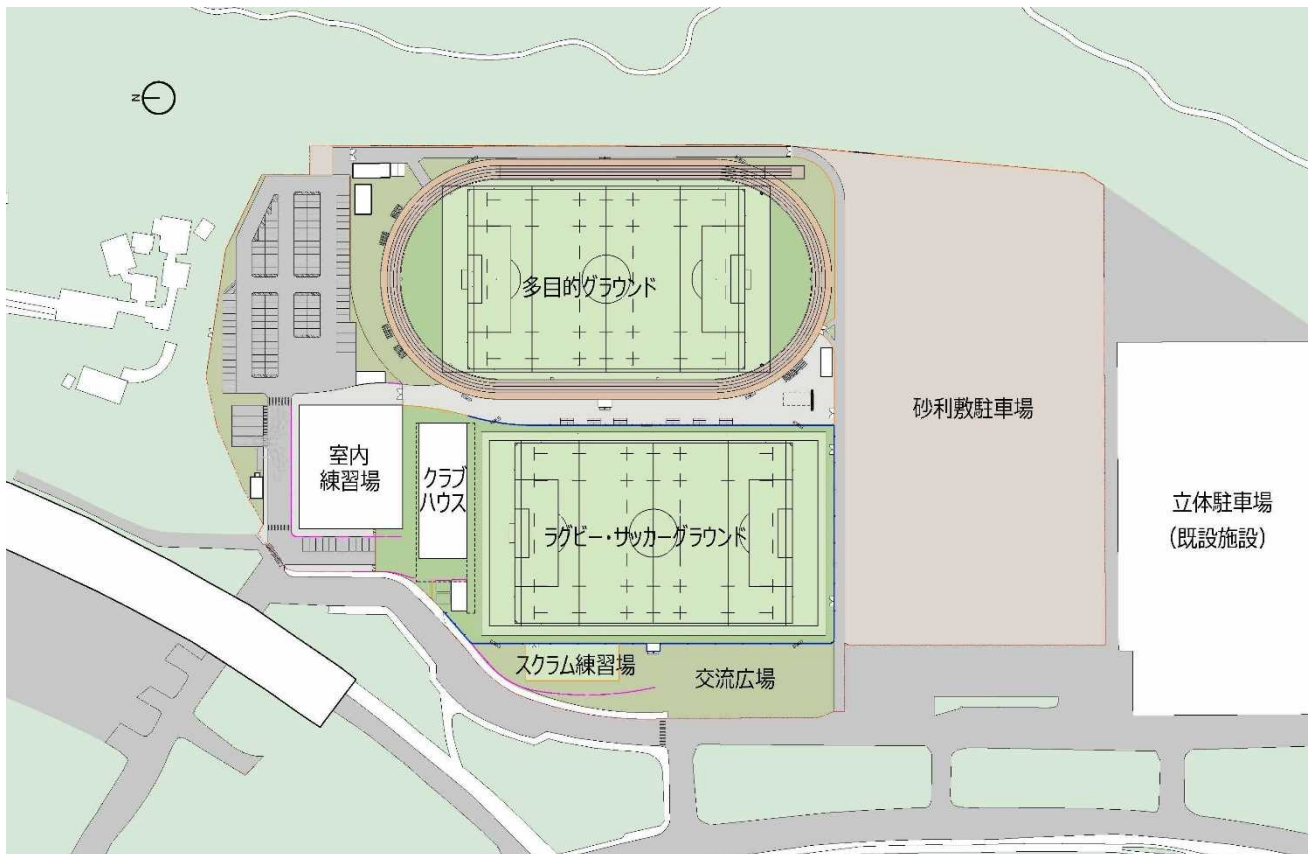 N
多目的グラウンド
砂利敷駐車場
室内
練習場
クラブ
ハウス
ラグビー・サッカーグラウンド
立体駐車場
(既設施設)
スクラム練習場
交流広場